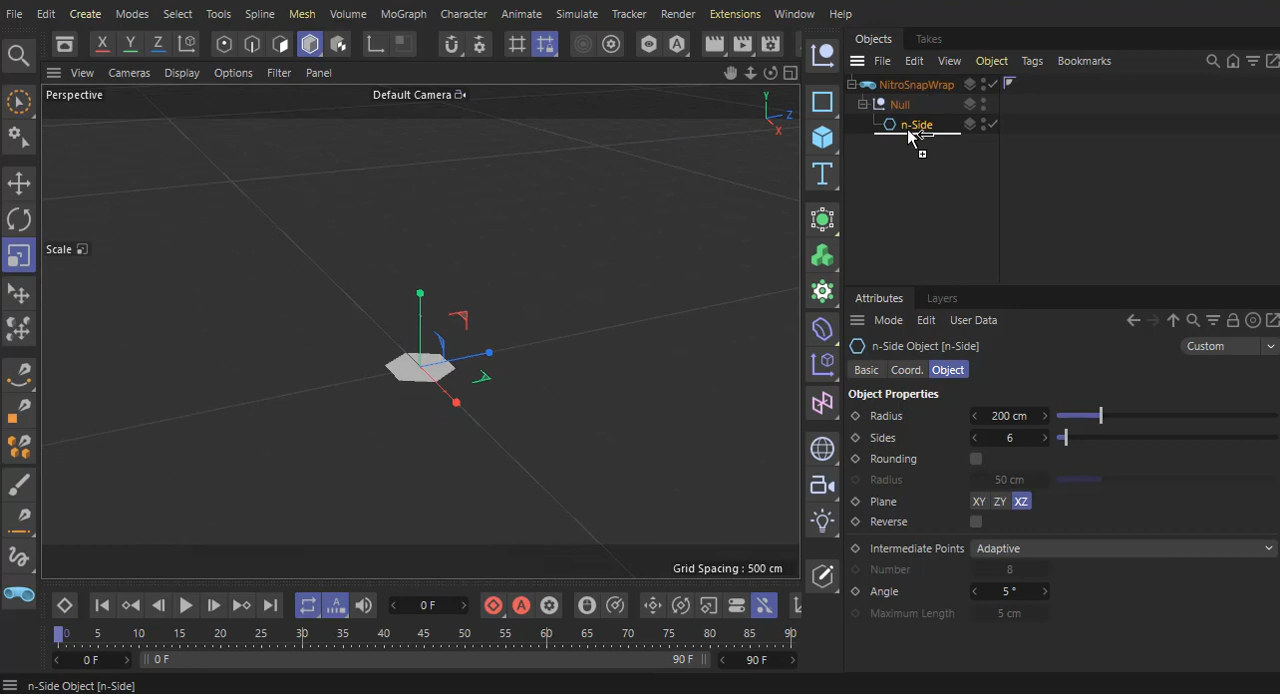 File Edit Create Modes Select Tools Spline Mesh Volume MoGraph Character Animate Simulate Tracker Render Extensions Window Help
X Y Z
Objects Takes
File Edit View Object Tags Bookmarks
View Cameras Display Options Filter Panel
Perspective
Default Camera
Y
Z
X
NitroSnapWrap
Null
n-Side
Scale
Attributes Layers
Mode Edit User Data
n-Side Object [n-Side] Custom
Basic Coord. Object
Object Properties
Radius 200 cm
Sides 6
Rounding
Radius 50 cm
Plane XY ZY XZ
Reverse
Intermediate Points Adaptive
Number 8
Angle 5 °
Maximum Length 5 cm
Grid Spacing : 500 cm
0 F
0 5 10 15 20 25 30 35 40 45 50 55 60 65 70 75 80 85 90
0 F 0 F 90 F 90 F
n-Side Object [n-Side]